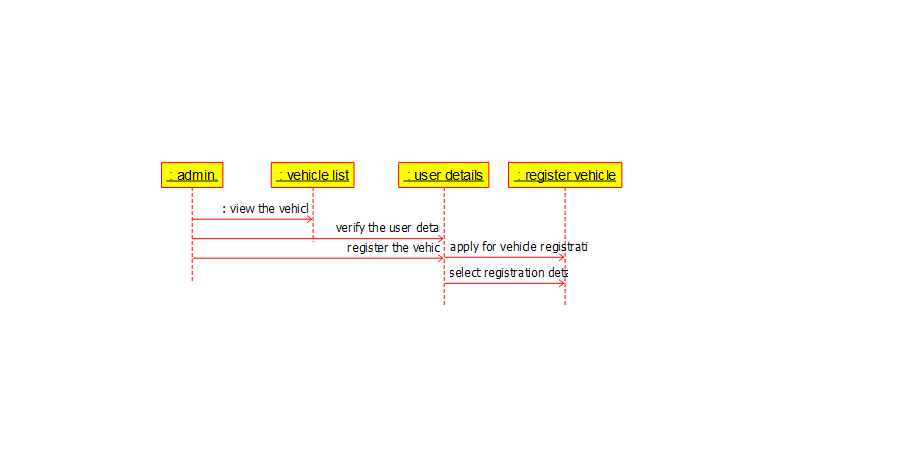 : admin.
: vehicle list
: user details
: register vehicle
: view the vehicl
verify the user deta
register the vehic
apply for vehicle registrati
select registration deta